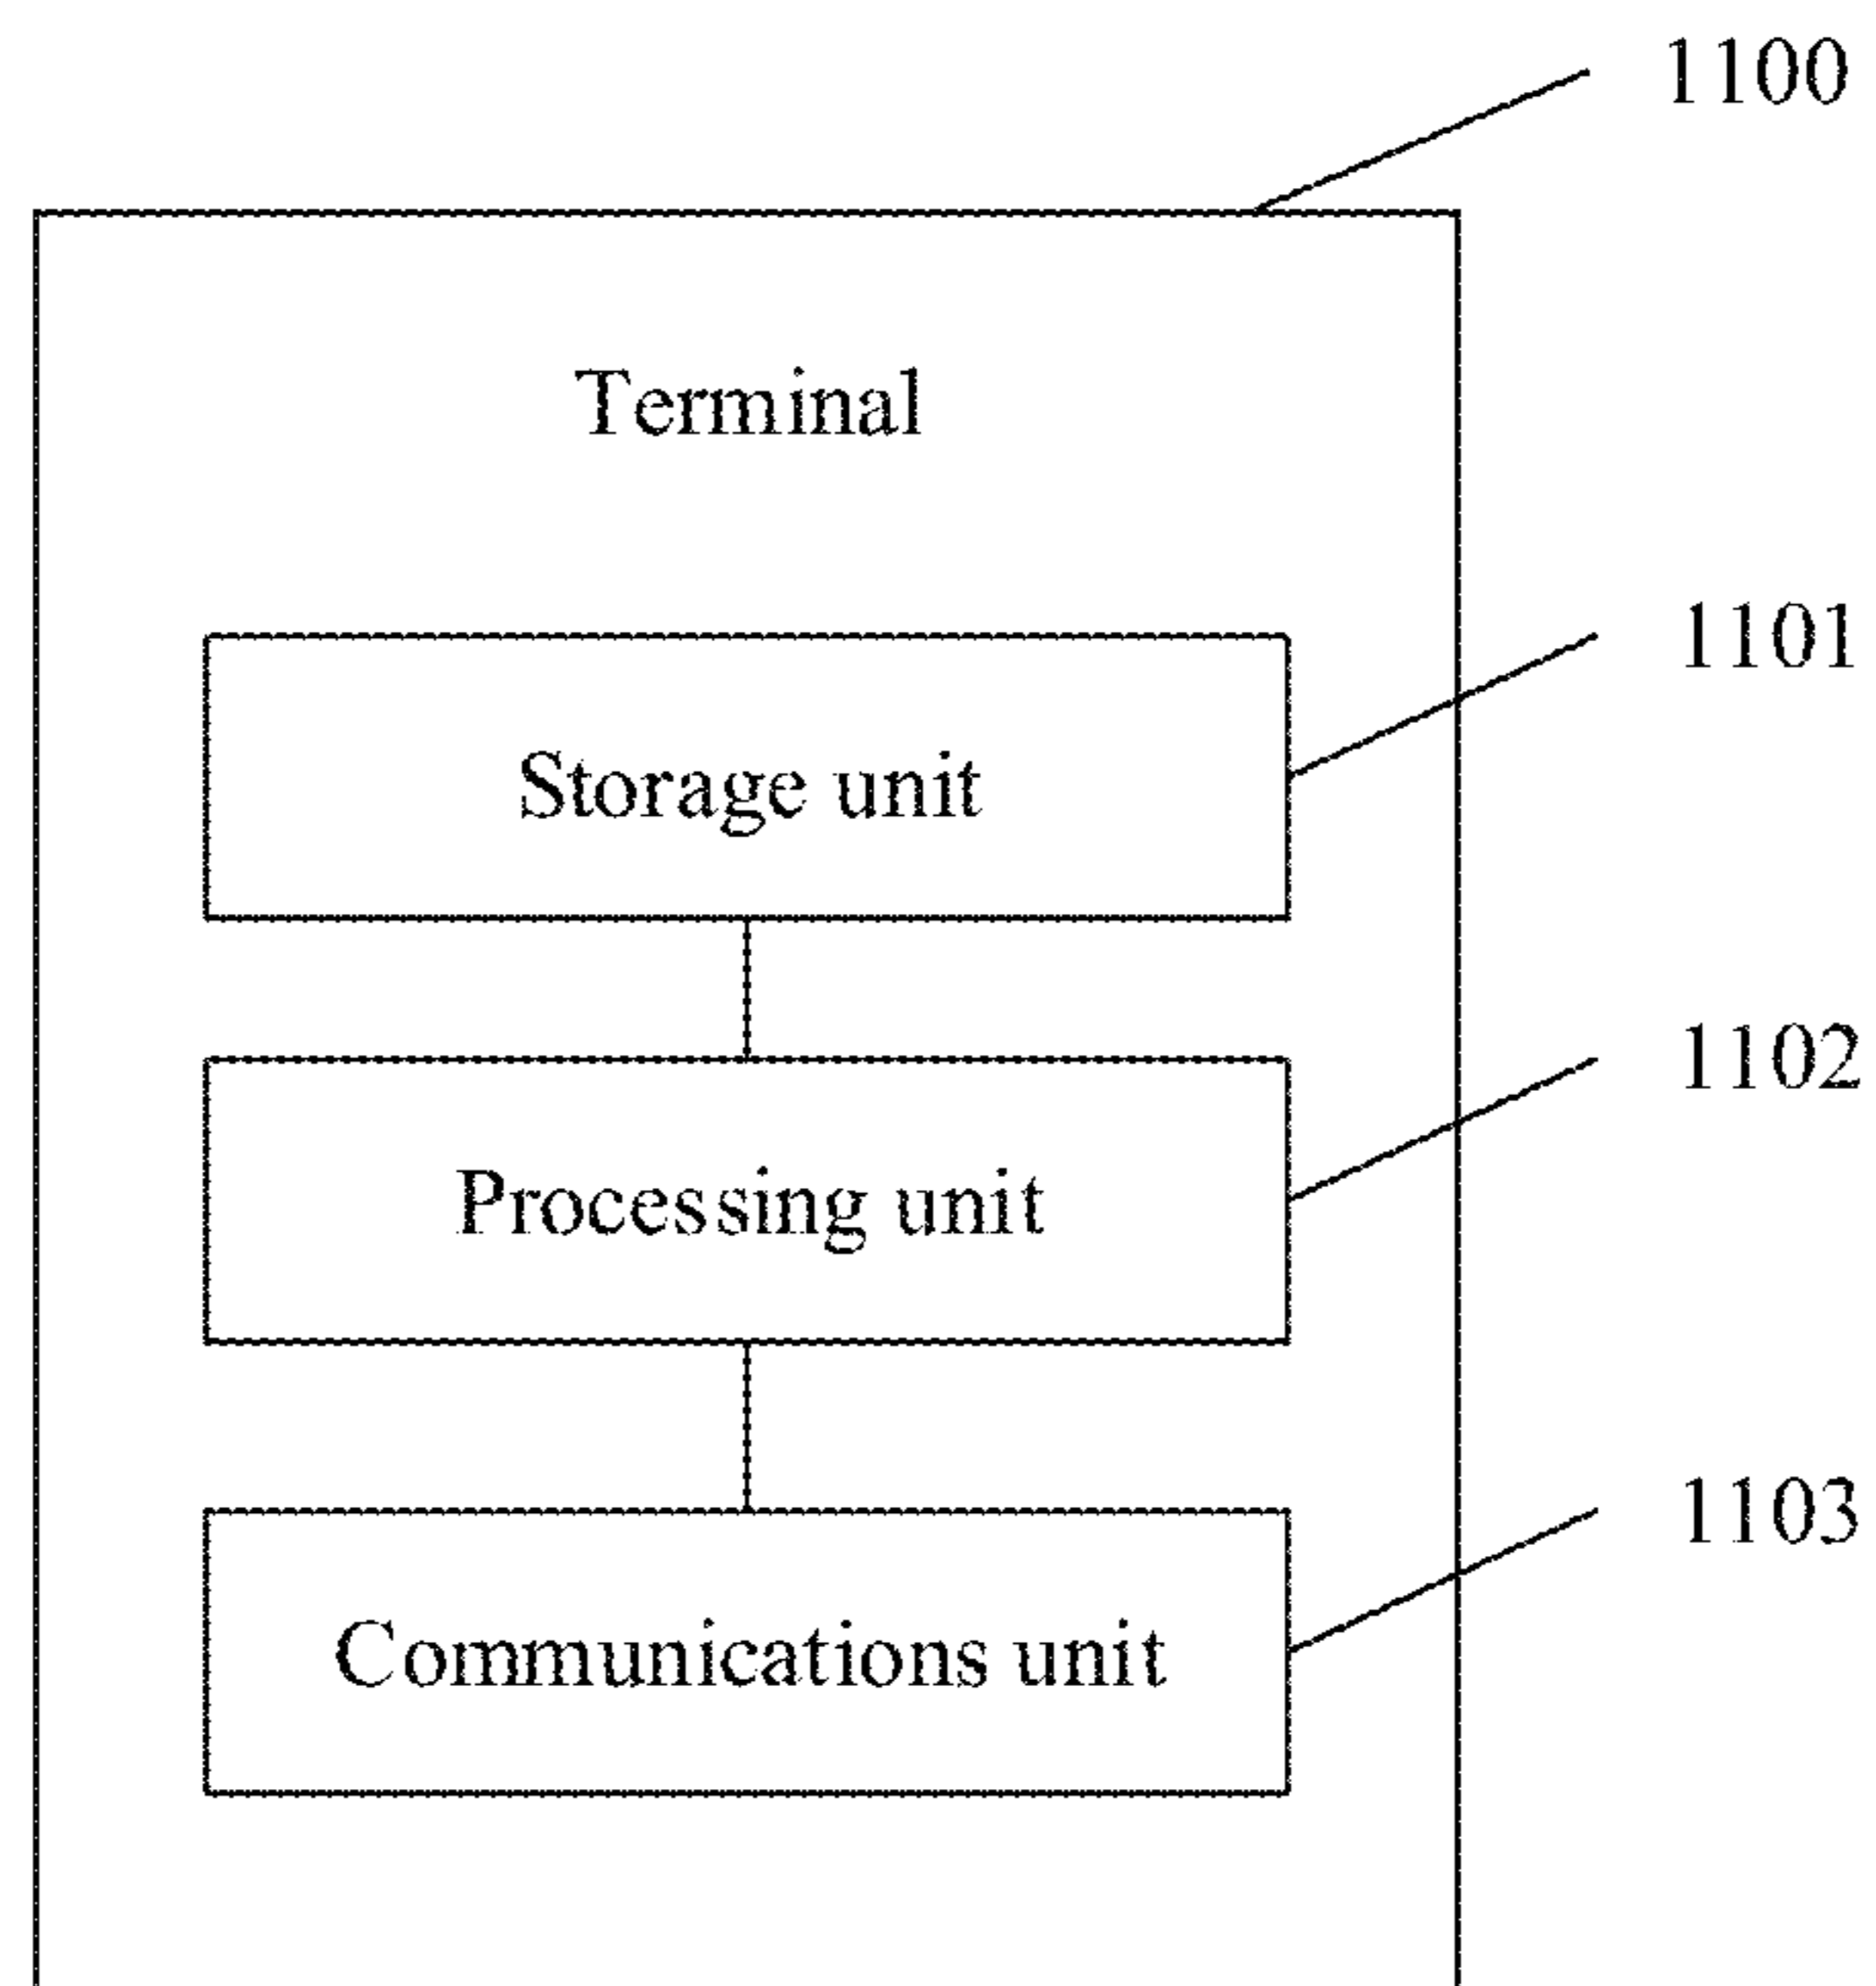 1100
Terminal
1101
Storage unit
1102
Processing unit
1103
Communications unit